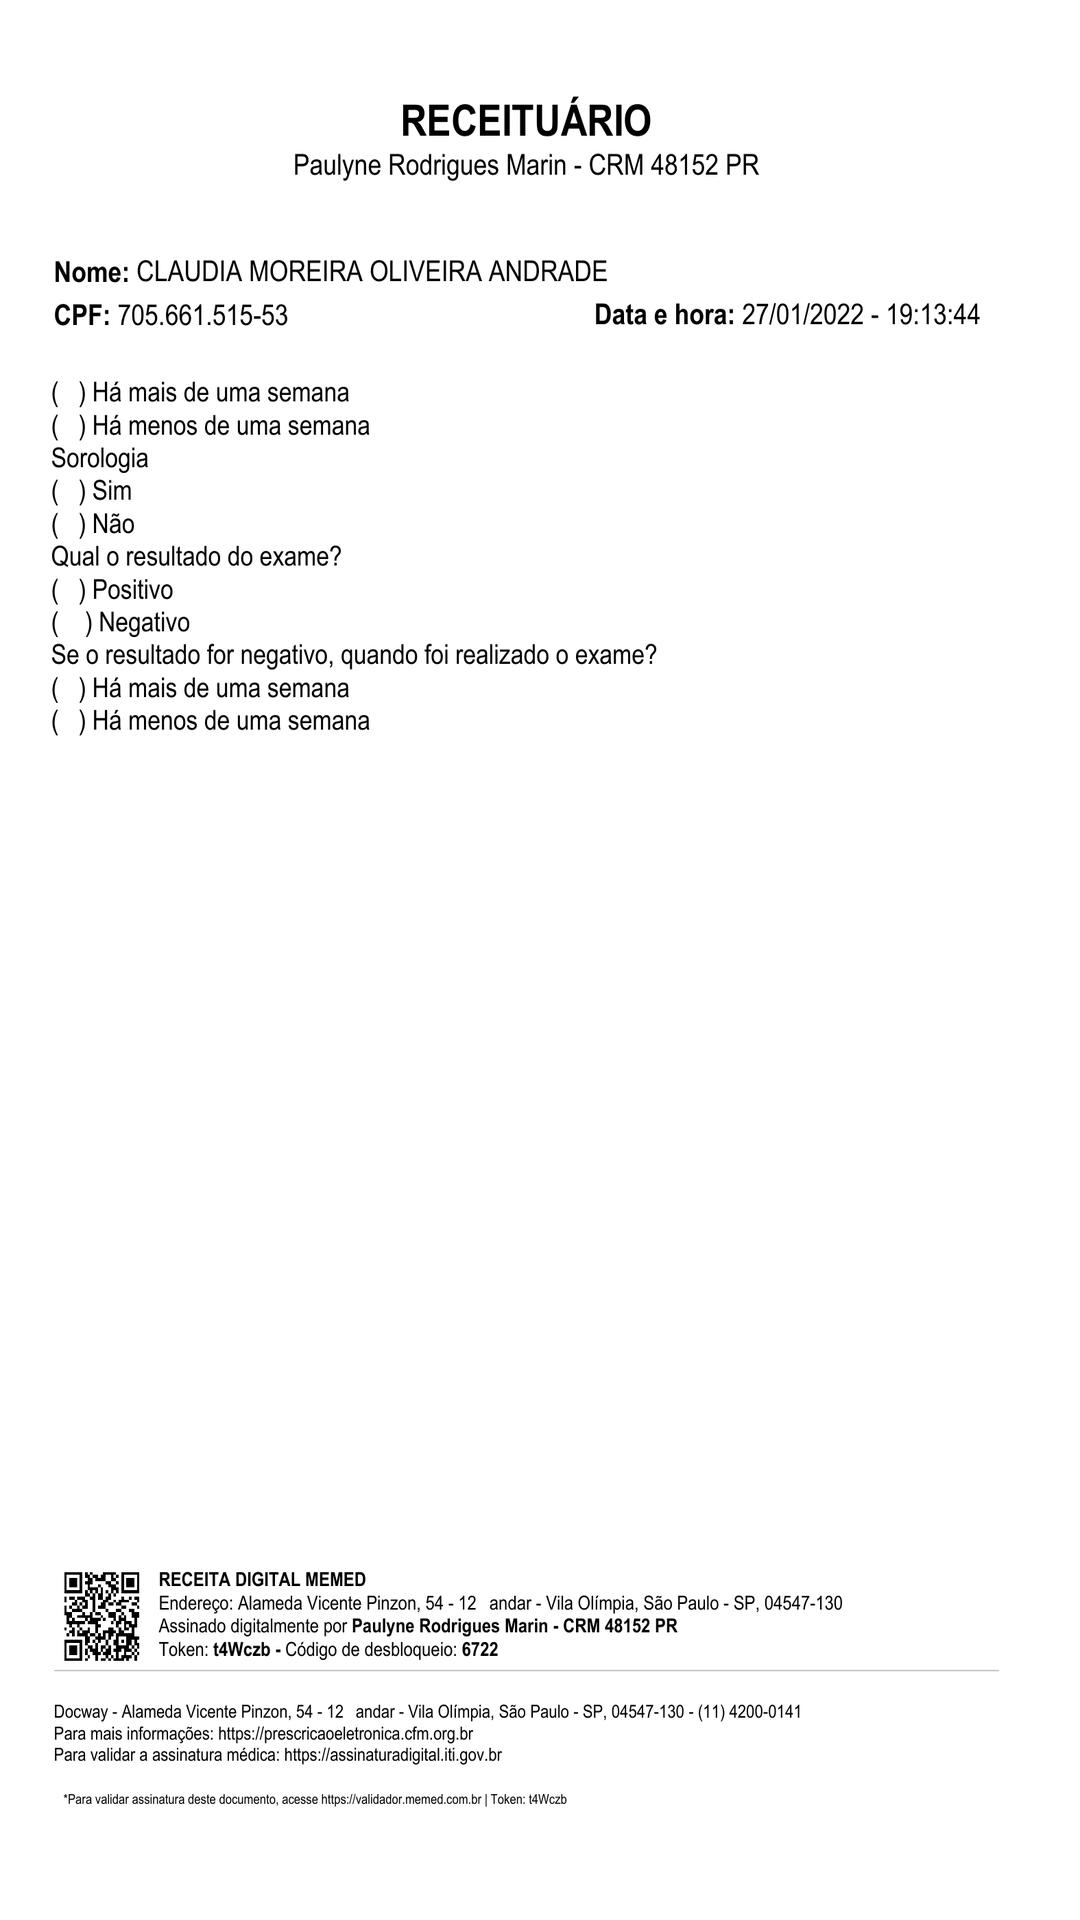 RECEITUÁRIO
Paulyne Rodrigues Marin - CRM 48152 PR
Nome: CLAUDIA MOREIRA OLIVEIRA ANDRADE
CPF: 705.661.515-53 Data e hora: 27/01/2022 - 19:13:44
(   ) Há mais de uma semana
(   ) Há menos de uma semana
Sorologia
(   ) Sim
(   ) Não
Qual o resultado do exame?
(   ) Positivo
(    ) Negativo
Se o resultado for negativo, quando foi realizado o exame?
(   ) Há mais de uma semana
(   ) Há menos de uma semana
RECEITA DIGITAL MEMED
Endereço: Alameda Vicente Pinzon, 54 - 12   andar - Vila Olímpia, São Paulo - SP, 04547-130
Assinado digitalmente por Paulyne Rodrigues Marin - CRM 48152 PR
Token: t4Wczb - Código de desbloqueio: 6722
Docway - Alameda Vicente Pinzon, 54 - 12   andar - Vila Olímpia, São Paulo - SP, 04547-130 - (11) 4200-0141
Para mais informações: https://prescricaoeletronica.cfm.org.br
Para validar a assinatura médica: https://assinaturadigital.iti.gov.br
*Para validar assinatura deste documento, acesse https://validador.memed.com.br | Token: t4Wczb